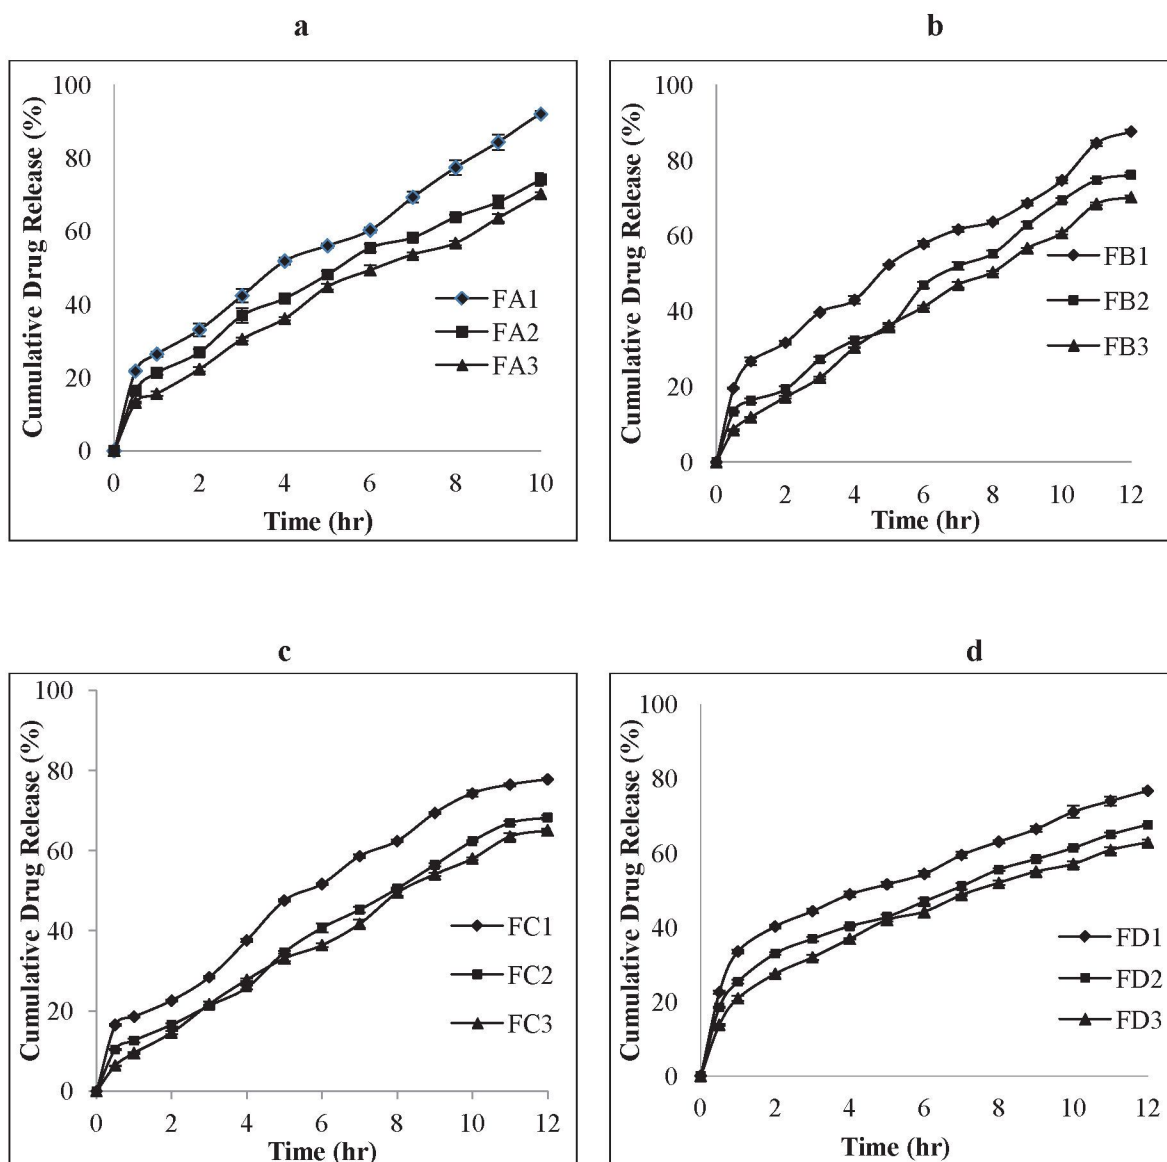 a
Cumulative Drug Release (%)
100
80
60
40
20
0
0 2 4 6 8 10
Time (hr)
FA1
FA2
FA3
b
Cumulative Drug Release (%)
100
80
60
40
20
0
0 2 4 6 8 10 12
Time (hr)
FB1
FB2
FB3
c
Cumulative Drug Release (%)
100
80
60
40
20
0
0 2 4 6 8 10 12
Time (hr)
FC1
FC2
FC3
d
Cumulative Drug Release (%)
100
80
60
40
20
0
0 2 4 6 8 10 12
Time (hr)
FD1
FD2
FD3